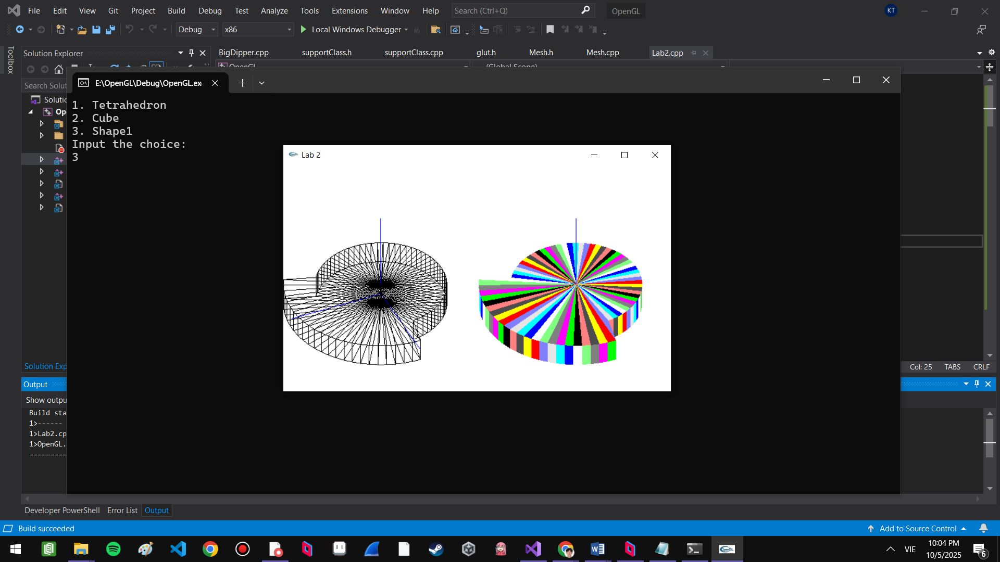 File Edit View Git Project Build Debug Test Analyze Tools Extensions Window Help Search (Ctrl+Q) OpenGL KT
Debug x86 Local Windows Debugger
Toolbox
Solution Explorer
BigDipper.cpp supportClass.h supportClass.cpp glut.h Mesh.h Mesh.cpp Lab2.cpp
OpenGL (Global Scope)
Search Solut
Solutio
Op
E:\OpenGL\Debug\OpenGL.ex
1. Tetrahedron
2. Cube
3. Shape1
Input the choice:
3
Lab 2
Solution Exp
Col: 25 TABS CRLF
Output
Show outpu
Build sta
1>------
1>Lab2.cp
1>OpenGL.
=========
Developer PowerShell Error List Output
Build succeeded
Add to Source Control
VIE
10:04 PM
10/5/2025
6